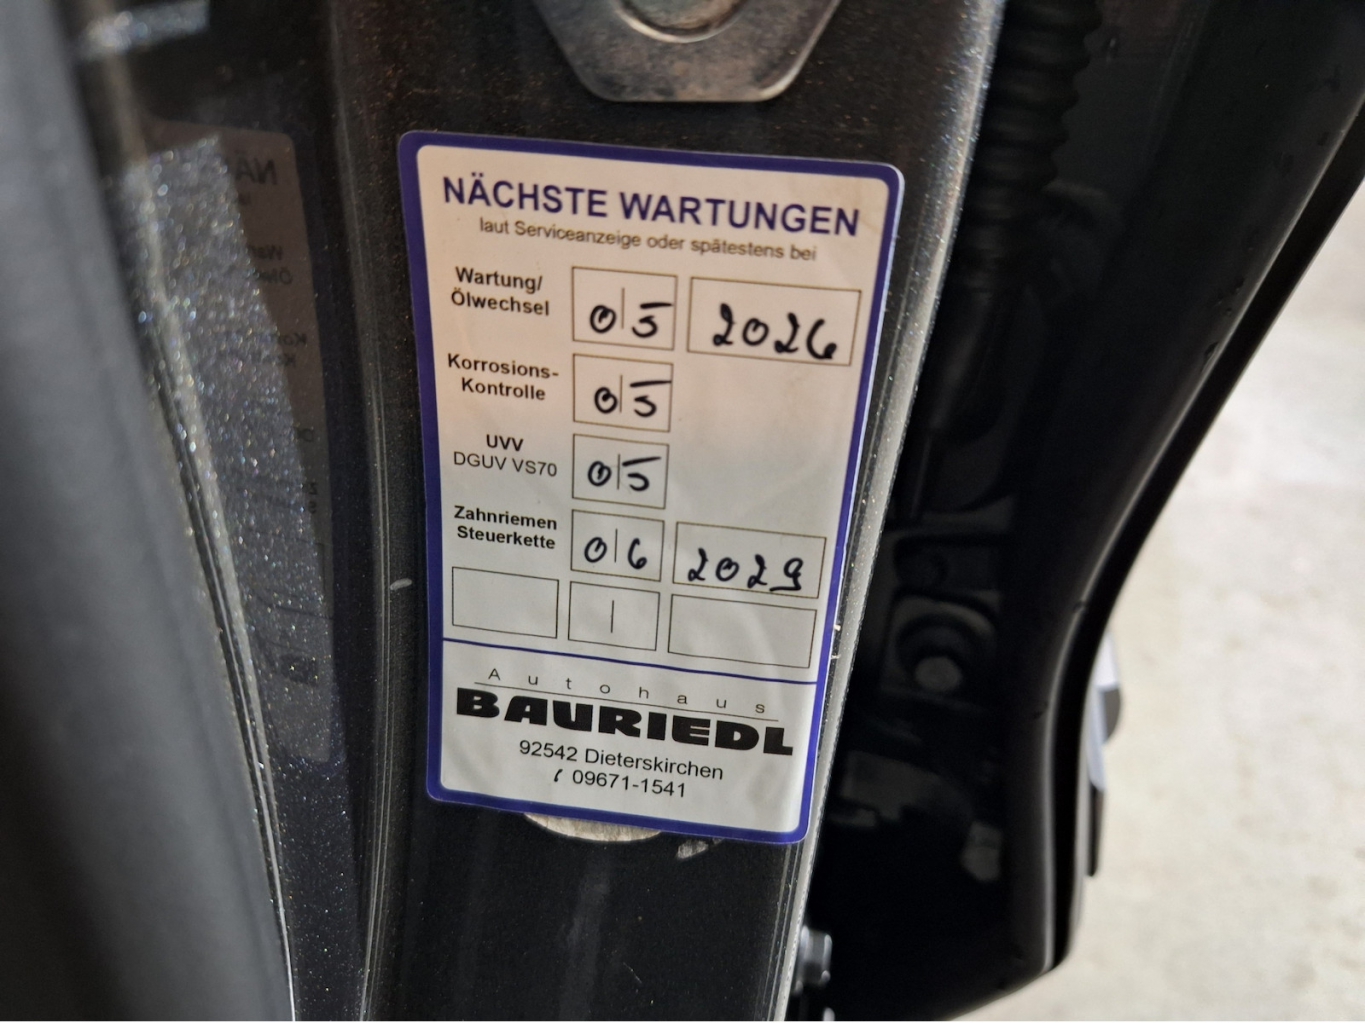 NÄCHSTE WARTUNGEN
laut Serviceanzeige oder spätestens bei
Wartung/
Ölwechsel 05 2026
Korrosions-
Kontrolle 05
UVV
DGUV VS70 05
Zahnriemen
Steuerkette 06 2029
Autohaus
BAURIEDL
92542 Dieterskirchen
09671-1541